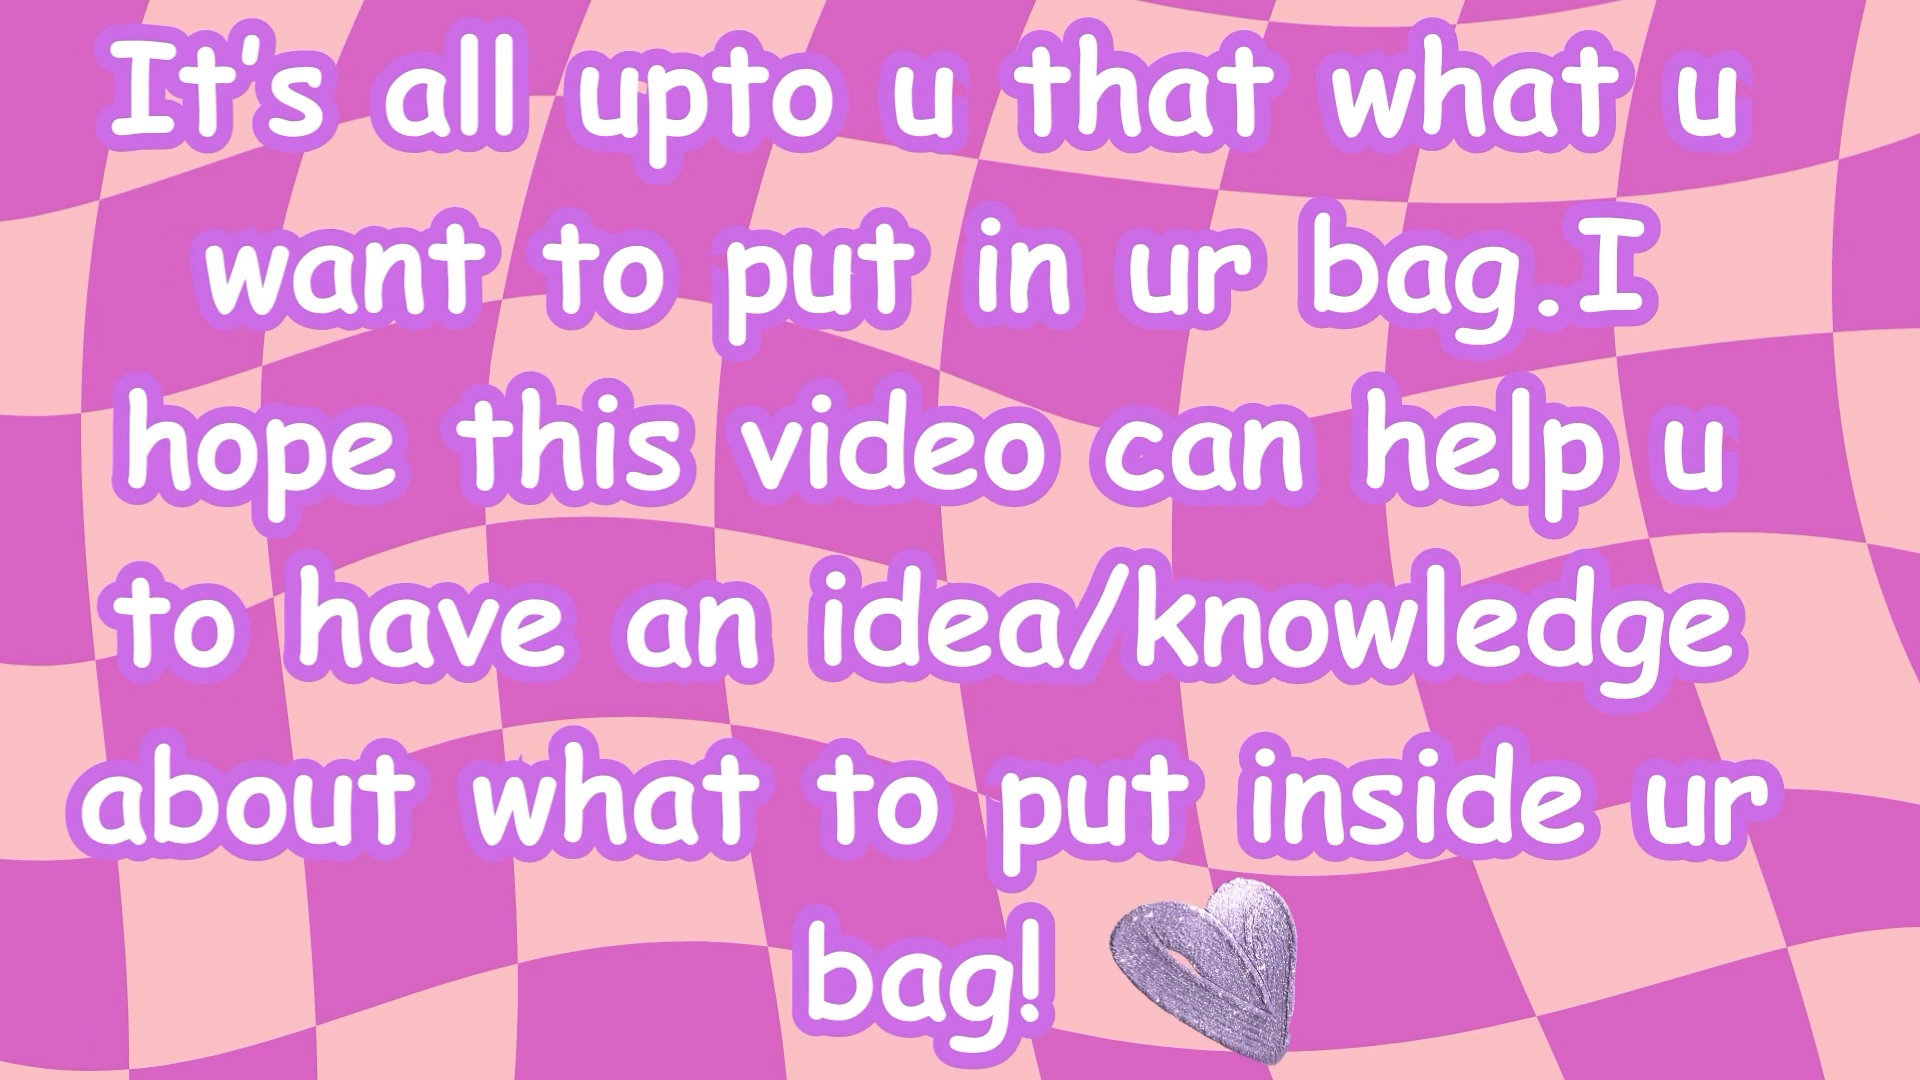 It's all upto u that what u
want to put in ur bag.I
hope this video can help u
to have an idea/knowledge
about what to put inside ur
bag!